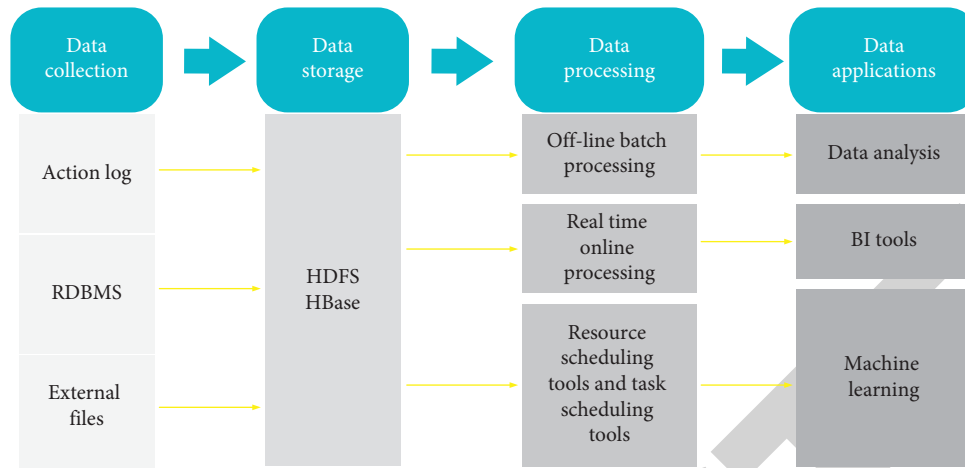 Data
collection
Data
storage
Data
processing
Data
applications
Action log
RDBMS
External
files
HDFS
HBase
Off-line batch
processing
Real time
online
processing
Resource
scheduling
tools and task
scheduling
tools
Data analysis
BI tools
Machine
learning